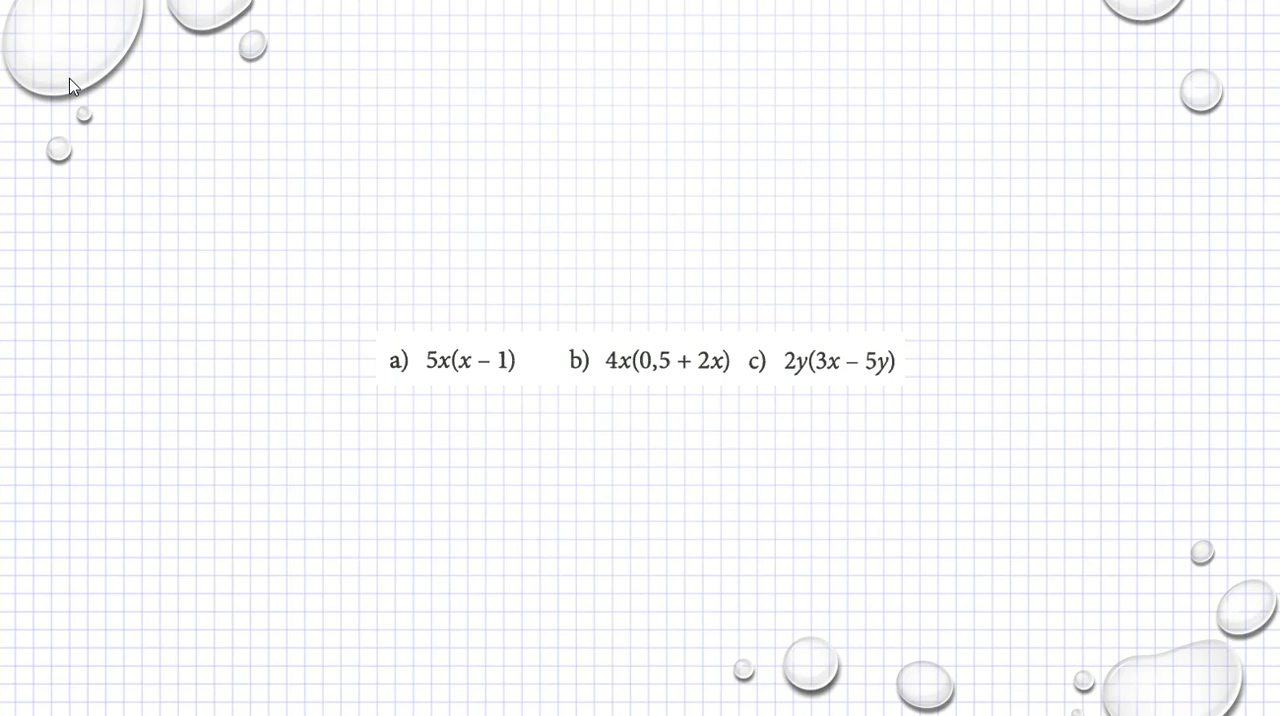 a) 5x(x – 1) b) 4x(0,5 + 2x) c) 2y(3x – 5y)